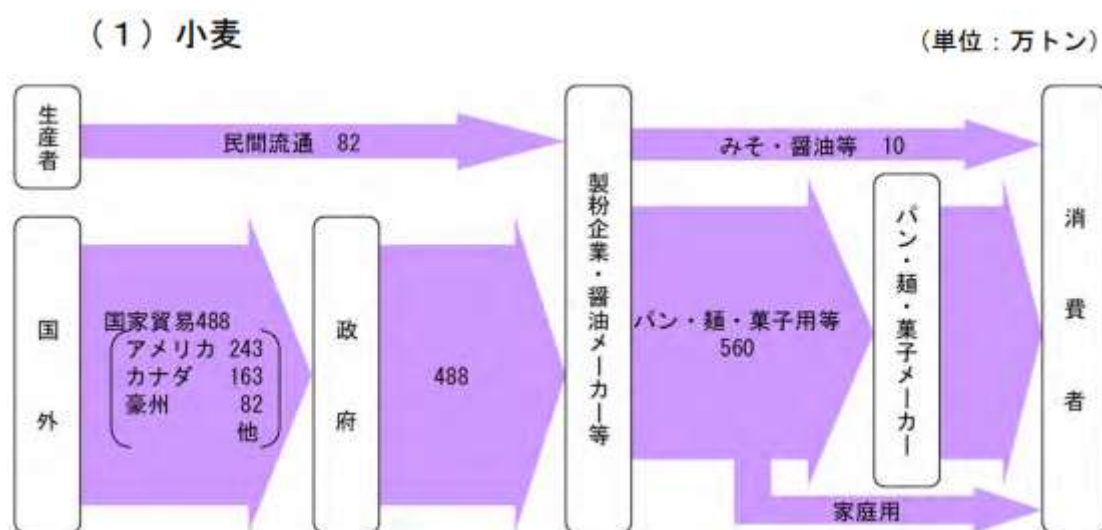 （1）小麦
（単位：万トン）
生産者
民間流通 82
製粉企業・醤油メーカー等
みそ・醤油等 10
消費者
国外
国家貿易488
アメリカ 243
カナダ 163
豪州 82
他
政府
488
パン・麺・菓子用等
560
パン・麺・菓子メーカー
家庭用